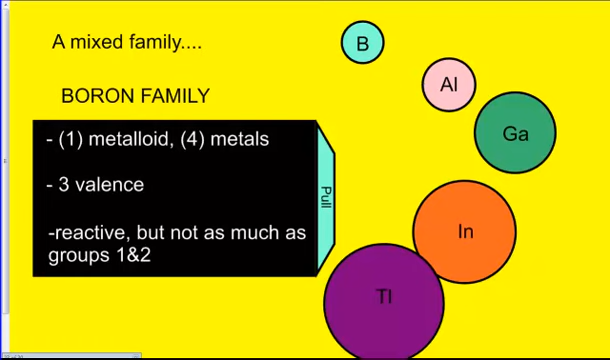 A mixed family....
BORON FAMILY
- (1) metalloid, (4) metals
- 3 valence
-reactive, but not as much as
groups 1&2
Pull
B
Al
Ga
In
Tl